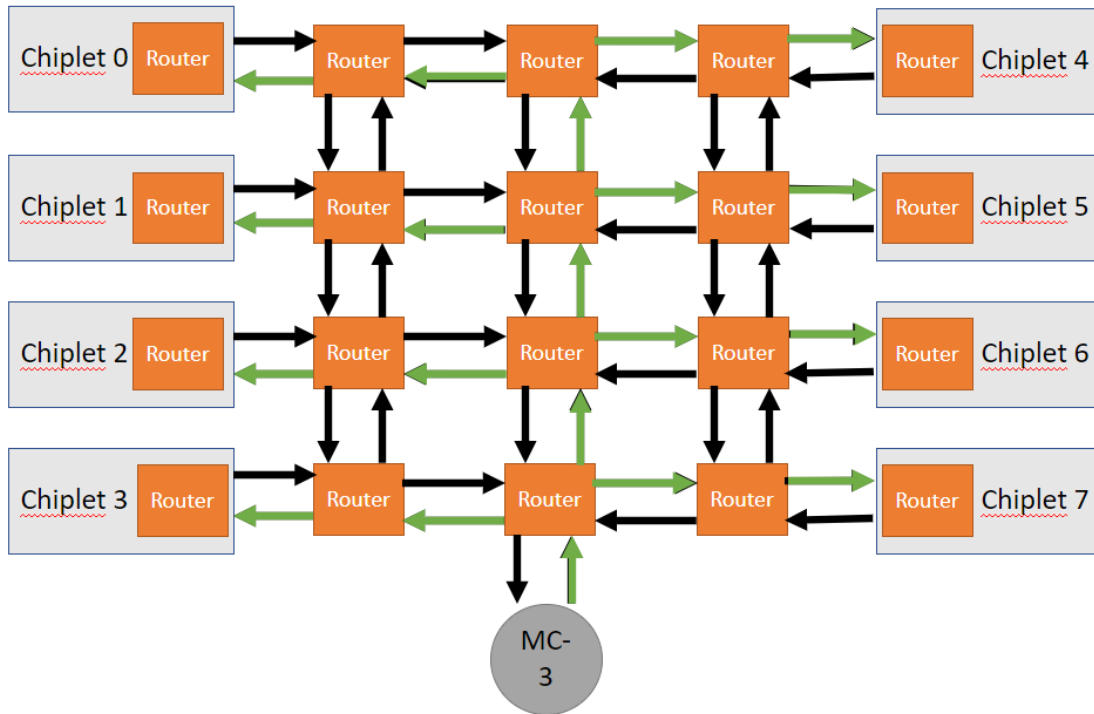 Chiplet 0 Router Router Router Router Router Chiplet 4
Chiplet 1 Router Router Router Router Router Chiplet 5
Chiplet 2 Router Router Router Router Router Chiplet 6
Chiplet 3 Router Router Router Router Router Chiplet 7
MC-
3